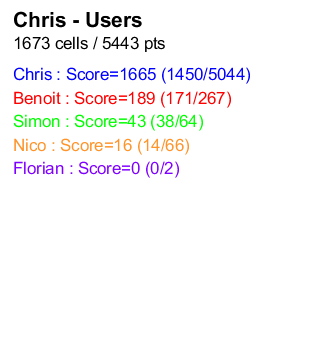 Chris - Users
1673 cells / 5443 pts
Chris : Score=1665 (1450/5044)
Benoit : Score=189 (171/267)
Simon : Score=43 (38/64)
Nico : Score=16 (14/66)
Florian : Score=0 (0/2)